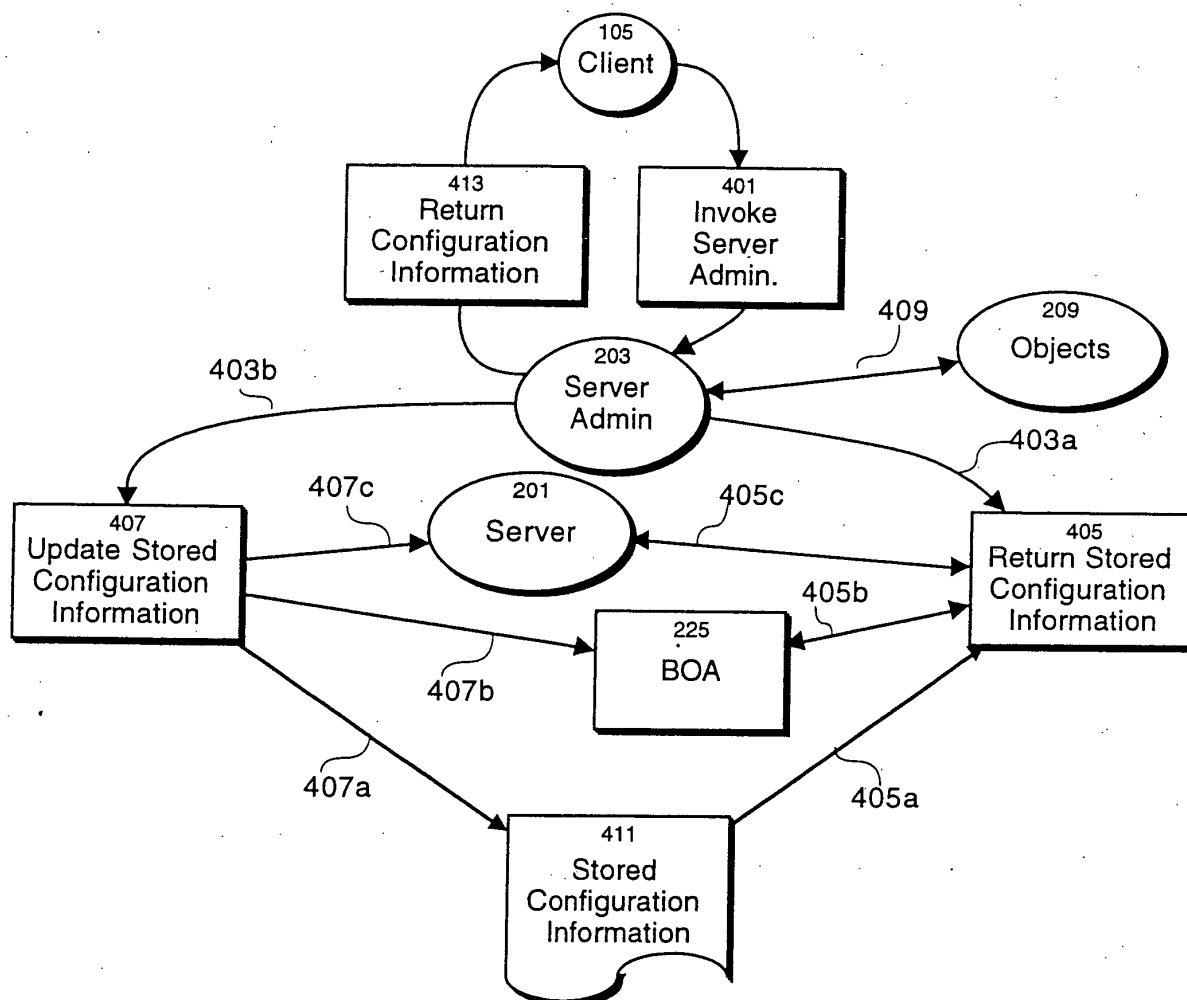 105
Client
413
Return
Configuration
Information
401
Invoke
Server
Admin.
409
209
Objects
403b
203
Server
Admin
403a
407c
201
Server
405c
407
Update Stored
Configuration
Information
405
Return Stored
Configuration
Information
405b
225
BOA
407b
407a
405a
411
Stored
Configuration
Information